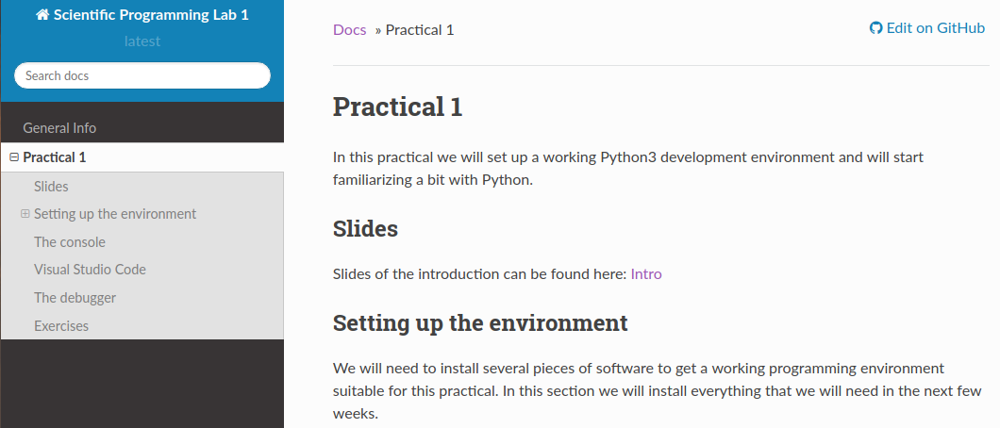 Scientific Programming Lab 1
latest
Search docs
General Info
Practical 1
Slides
Setting up the environment
The console
Visual Studio Code
The debugger
Exercises
Docs » Practical 1
Edit on GitHub
Practical 1
In this practical we will set up a working Python3 development environment and will start
familiarizing a bit with Python.
Slides
Slides of the introduction can be found here: Intro
Setting up the environment
We will need to install several pieces of software to get a working programming environment
suitable for this practical. In this section we will install everything that we will need in the next few
weeks.